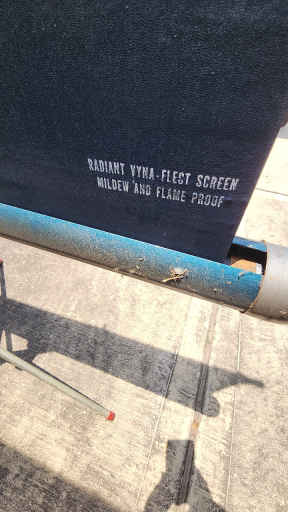 RADIANT VYNA-FLECT SCREEN
MILDEW AND FLAME PROOF